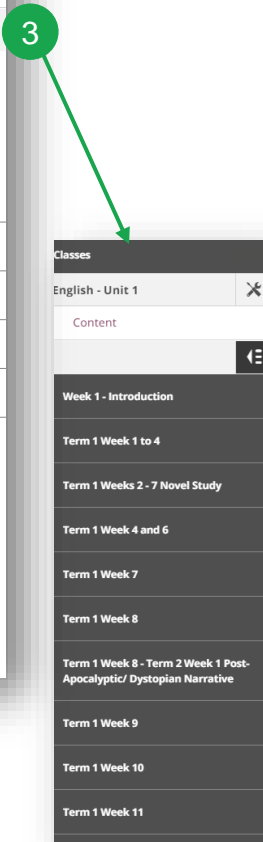 3
Classes
English - Unit 1
Content
Week 1 - Introduction
Term 1 Week 1 to 4
Term 1 Weeks 2 - 7 Novel Study
Term 1 Week 4 and 6
Term 1 Week 7
Term 1 Week 8
Term 1 Week 8 - Term 2 Week 1 Post-
Apocalyptic/ Dystopian Narrative
Term 1 Week 9
Term 1 Week 10
Term 1 Week 11